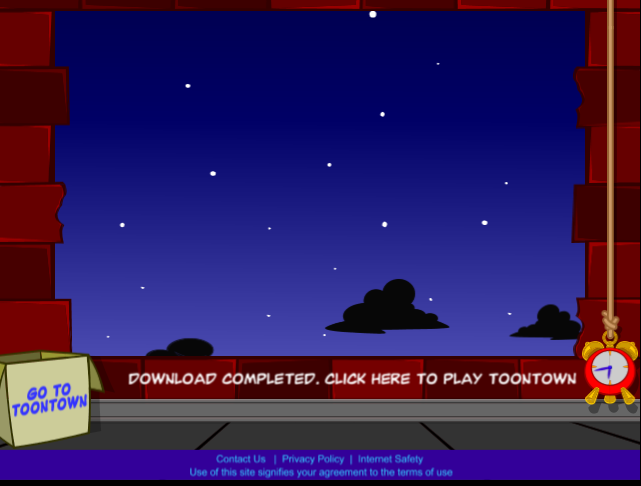 DOWNLOAD COMPLETED. CLICK HERE TO PLAY TOONTOWN
GO TO
TOONTOWN
Contact Us | Privacy Policy | Internet Safety
Use of this site signifies your agreement to the terms of use